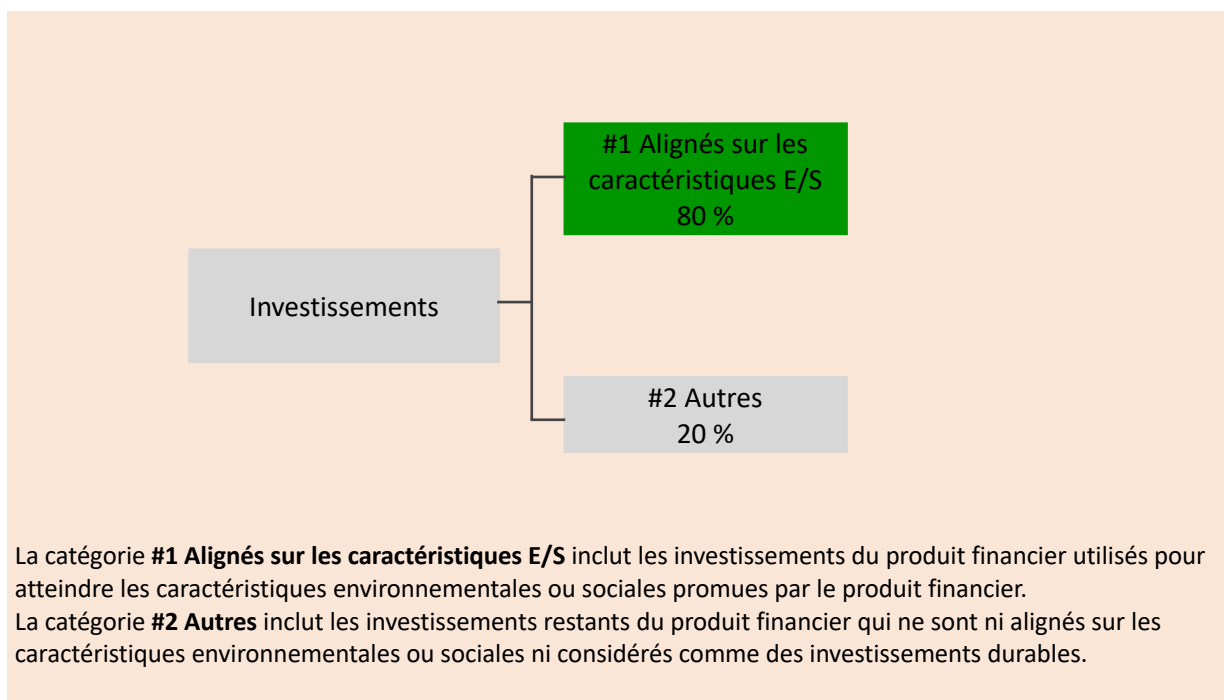 #1 Alignés sur les
caractéristiques E/S
80 %
Investissements
#2 Autres
20 %
La catégorie #1 Alignés sur les caractéristiques E/S inclut les investissements du produit financier utilisés pour
atteindre les caractéristiques environnementales ou sociales promues par le produit financier.
La catégorie #2 Autres inclut les investissements restants du produit financier qui ne sont ni alignés sur les
caractéristiques environnementales ou sociales ni considérés comme des investissements durables.